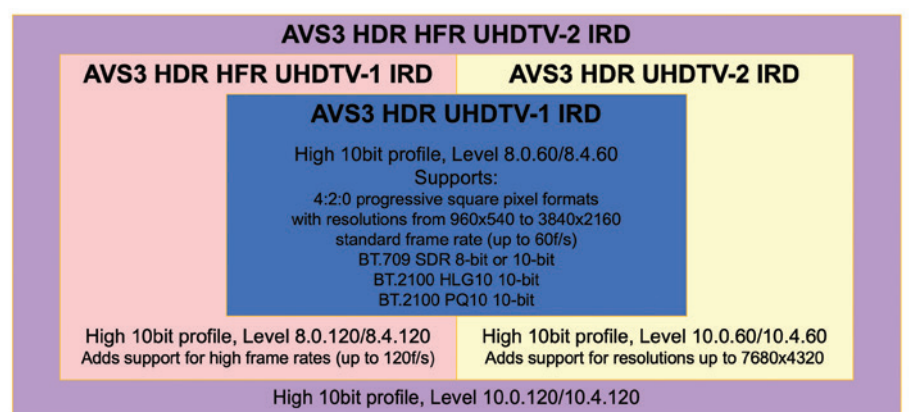 AVS3 HDR HFR UHDTV-2 IRD
AVS3 HDR HFR UHDTV-1 IRD
AVS3 HDR UHDTV-2 IRD
AVS3 HDR UHDTV-1 IRD
High 10bit profile, Level 8.0.60/8.4.60
Supports:
4:2:0 progressive square pixel formats
with resolutions from 960x540 to 3840x2160
standard frame rate (up to 60f/s)
BT.709 SDR 8-bit or 10-bit
BT.2100 HLG10 10-bit
BT.2100 PQ10 10-bit
High 10bit profile, Level 8.0.120/8.4.120
Adds support for high frame rates (up to 120f/s)
High 10bit profile, Level 10.0.60/10.4.60
Adds support for resolutions up to 7680x4320
High 10bit profile, Level 10.0.120/10.4.120